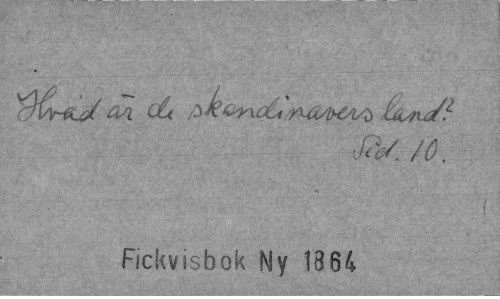 Hvad är de skandinavers land?
Sid. 10.
Fickvisbok Ny 1864